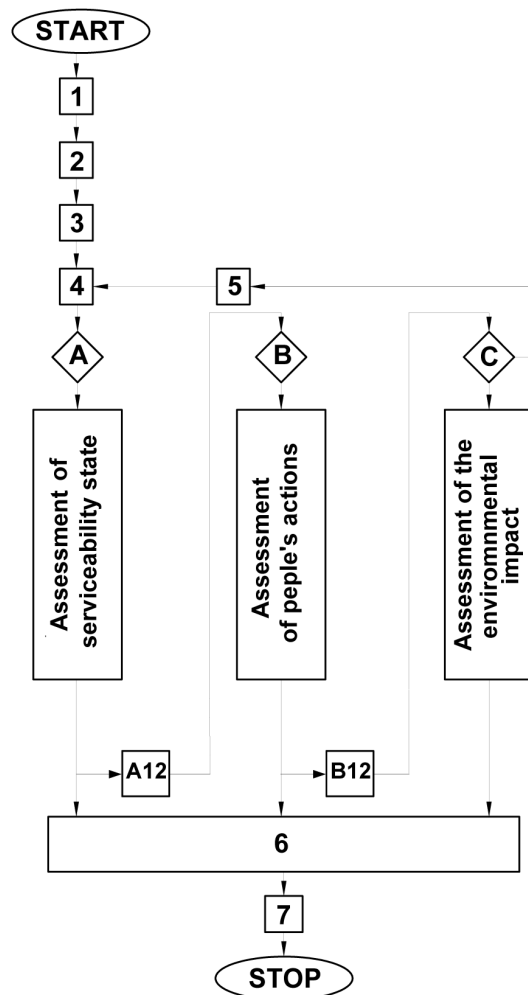 START
1
2
3
4
5
A
B
C
Assessment of
serviceability state
Assessment
of peple's actions
Assessment of the
environnmental
impact
A12
B12
6
7
STOP